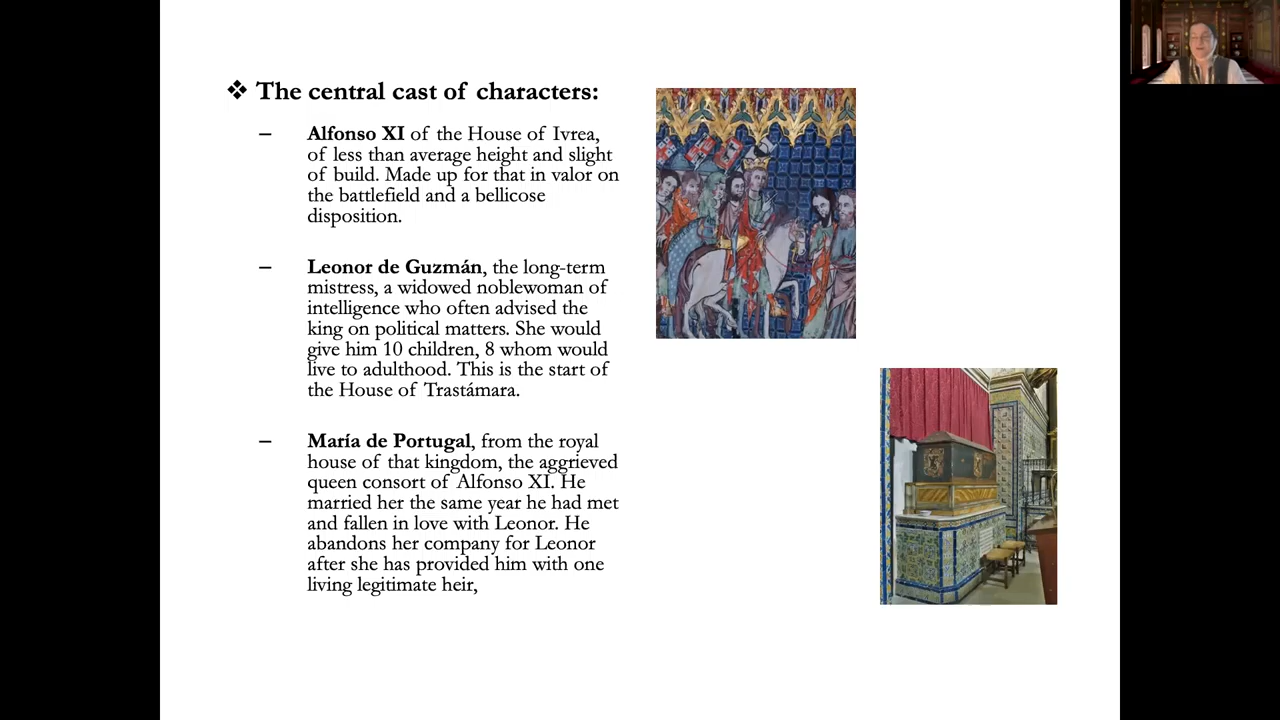 ❖ The central cast of characters:
– Alfonso XI of the House of Ivrea,
of less than average height and slight
of build. Made up for that in valor on
the battlefield and a bellicose
disposition.
– Leonor de Guzmán, the long-term
mistress, a widowed noblewoman of
intelligence who often advised the
king on political matters. She would
give him 10 children, 8 whom would
live to adulthood. This is the start of
the House of Trastámara.
– María de Portugal, from the royal
house of that kingdom, the aggrieved
queen consort of Alfonso XI. He
married her the same year he had met
and fallen in love with Leonor. He
abandons her company for Leonor
after she has provided him with one
living legitimate heir,